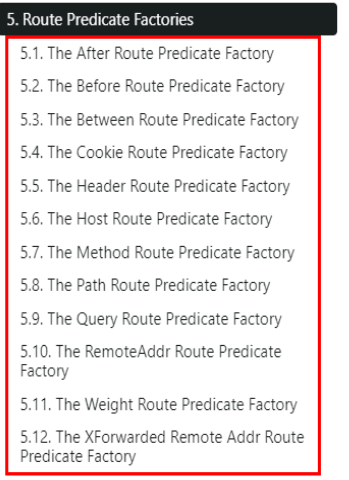 5. Route Predicate Factories
5.1. The After Route Predicate Factory
5.2. The Before Route Predicate Factory
5.3. The Between Route Predicate Factory
5.4. The Cookie Route Predicate Factory
5.5. The Header Route Predicate Factory
5.6. The Host Route Predicate Factory
5.7. The Method Route Predicate Factory
5.8. The Path Route Predicate Factory
5.9. The Query Route Predicate Factory
5.10. The RemoteAddr Route Predicate
Factory
5.11. The Weight Route Predicate Factory
5.12. The XForwarded Remote Addr Route
Predicate Factory